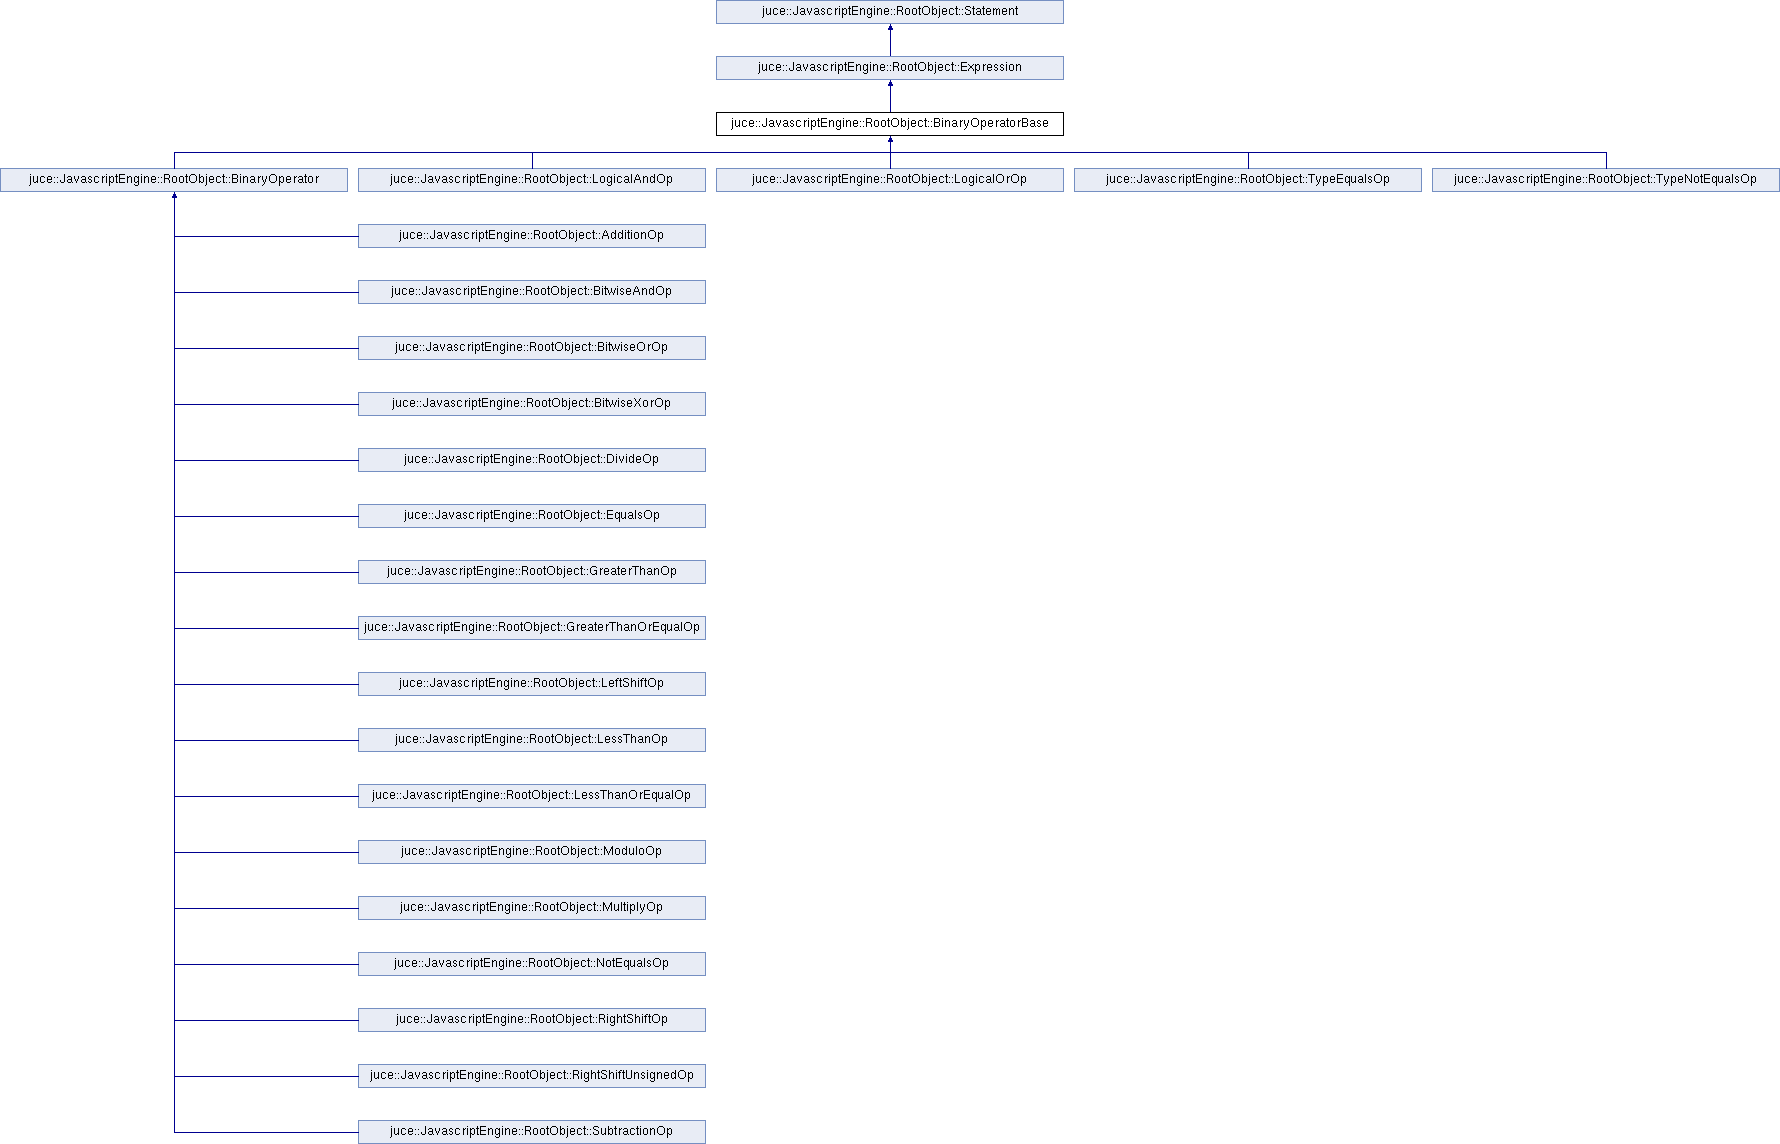 juce::JavascriptEngine::RootObject::Statement
juce::JavascriptEngine::RootObject::Expression
juce::JavascriptEngine::RootObject::BinaryOperatorBase
juce::JavascriptEngine::RootObject::BinaryOperator
juce::JavascriptEngine::RootObject::LogicalAndOp
juce::JavascriptEngine::RootObject::LogicalOrOp
juce::JavascriptEngine::RootObject::TypeEqualsOp
juce::JavascriptEngine::RootObject::TypeNotEqualsOp
juce::JavascriptEngine::RootObject::AdditionOp
juce::JavascriptEngine::RootObject::BitwiseAndOp
juce::JavascriptEngine::RootObject::BitwiseOrOp
juce::JavascriptEngine::RootObject::BitwiseXorOp
juce::JavascriptEngine::RootObject::DivideOp
juce::JavascriptEngine::RootObject::EqualsOp
juce::JavascriptEngine::RootObject::GreaterThanOp
juce::JavascriptEngine::RootObject::GreaterThanOrEqualOp
juce::JavascriptEngine::RootObject::LeftShiftOp
juce::JavascriptEngine::RootObject::LessThanOp
juce::JavascriptEngine::RootObject::LessThanOrEqualOp
juce::JavascriptEngine::RootObject::ModuloOp
juce::JavascriptEngine::RootObject::MultiplyOp
juce::JavascriptEngine::RootObject::NotEqualsOp
juce::JavascriptEngine::RootObject::RightShiftOp
juce::JavascriptEngine::RootObject::RightShiftUnsignedOp
juce::JavascriptEngine::RootObject::SubtractionOp